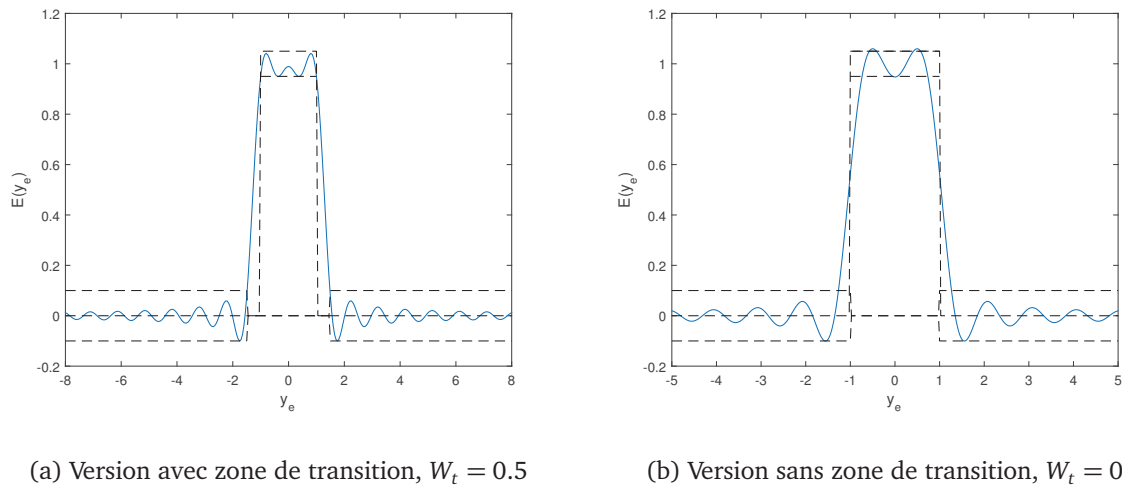 1.2
1
0.8
0.6
0.4
0.2
0
-0.2
E(y_e)
-8 -6 -4 -2 0 2 4 6 8
y_e
(a) Version avec zone de transition, W_t = 0.5
1.2
1
0.8
0.6
0.4
0.2
0
-0.2
E(y_e)
-5 -4 -3 -2 -1 0 1 2 3 4 5
y_e
(b) Version sans zone de transition, W_t = 0